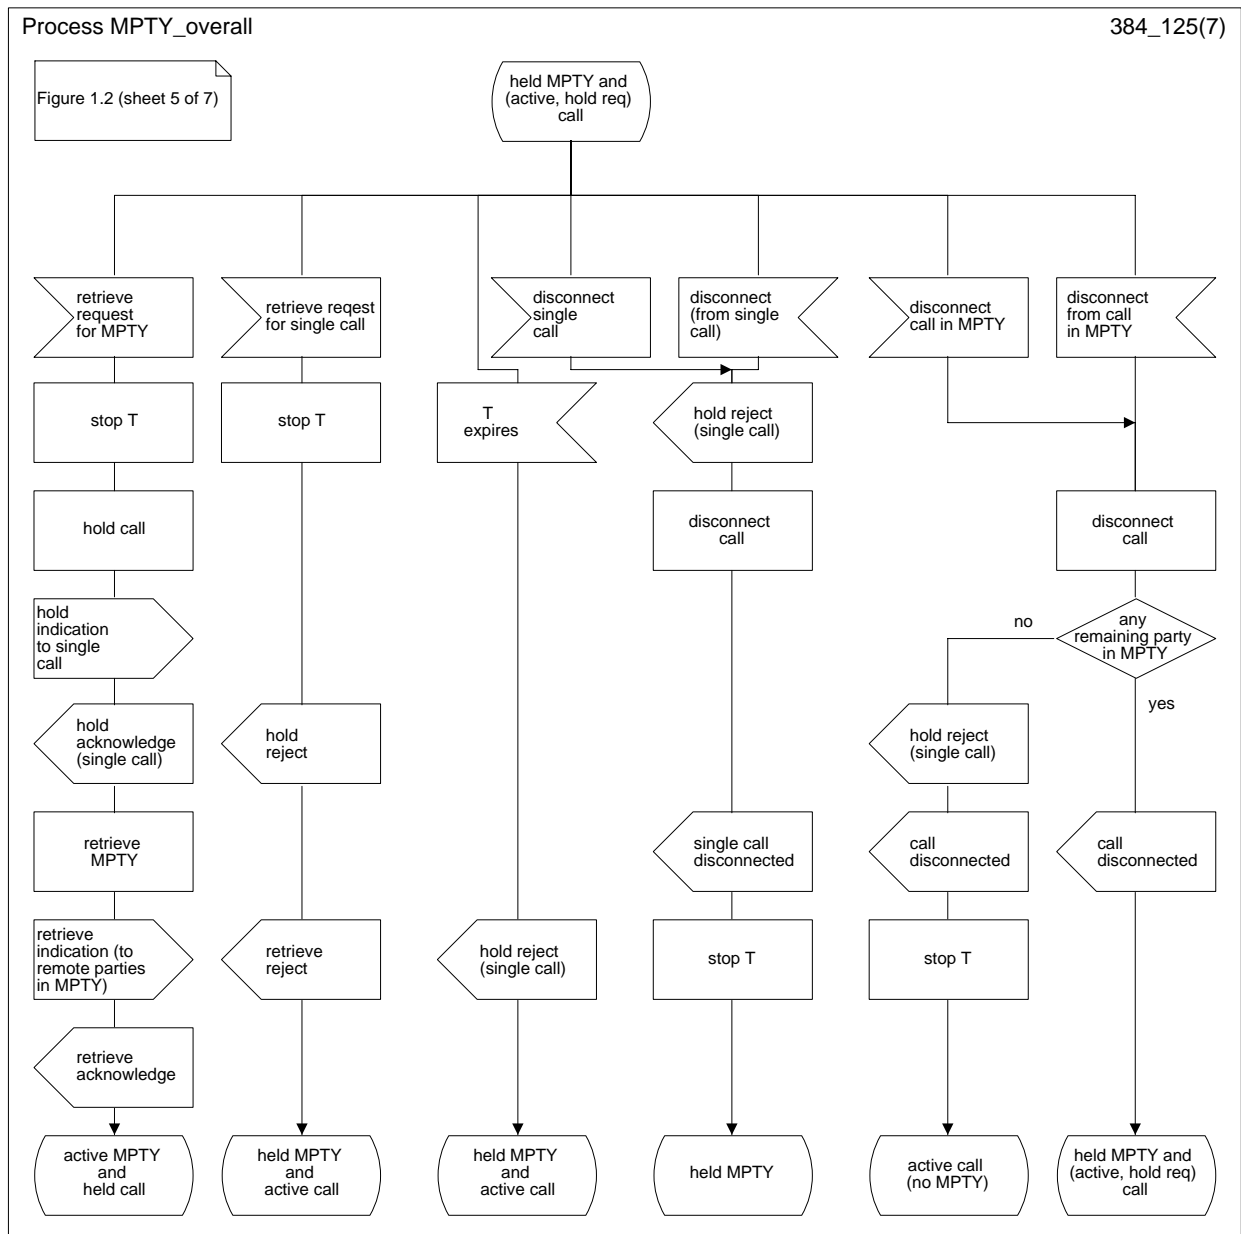 Process MPTY_overall
384_125(7)
Figure 1.2 (sheet 5 of 7)
held MPTY and
(active, hold req)
call
retrieve
request
for MPTY
retrieve reqest
for single call
disconnect
single
call
disconnect
(from single
call)
disconnect
call in MPTY
disconnect
from call
in MPTY
stop T
stop T
T
expires
hold reject
(single call)
hold call
disconnect
call
disconnect
call
hold
indication
to single
call
no
any
remaining party
in MPTY
yes
hold
acknowledge
(single call)
hold
reject
hold reject
(single call)
retrieve
MPTY
single call
disconnected
call
disconnected
call
disconnected
retrieve
indication (to
remote parties
in MPTY)
retrieve
reject
hold reject
(single call)
stop T
stop T
retrieve
acknowledge
active MPTY
and
held call
held MPTY
and
active call
held MPTY
and
active call
held MPTY
active call
(no MPTY)
held MPTY and
(active, hold req)
call